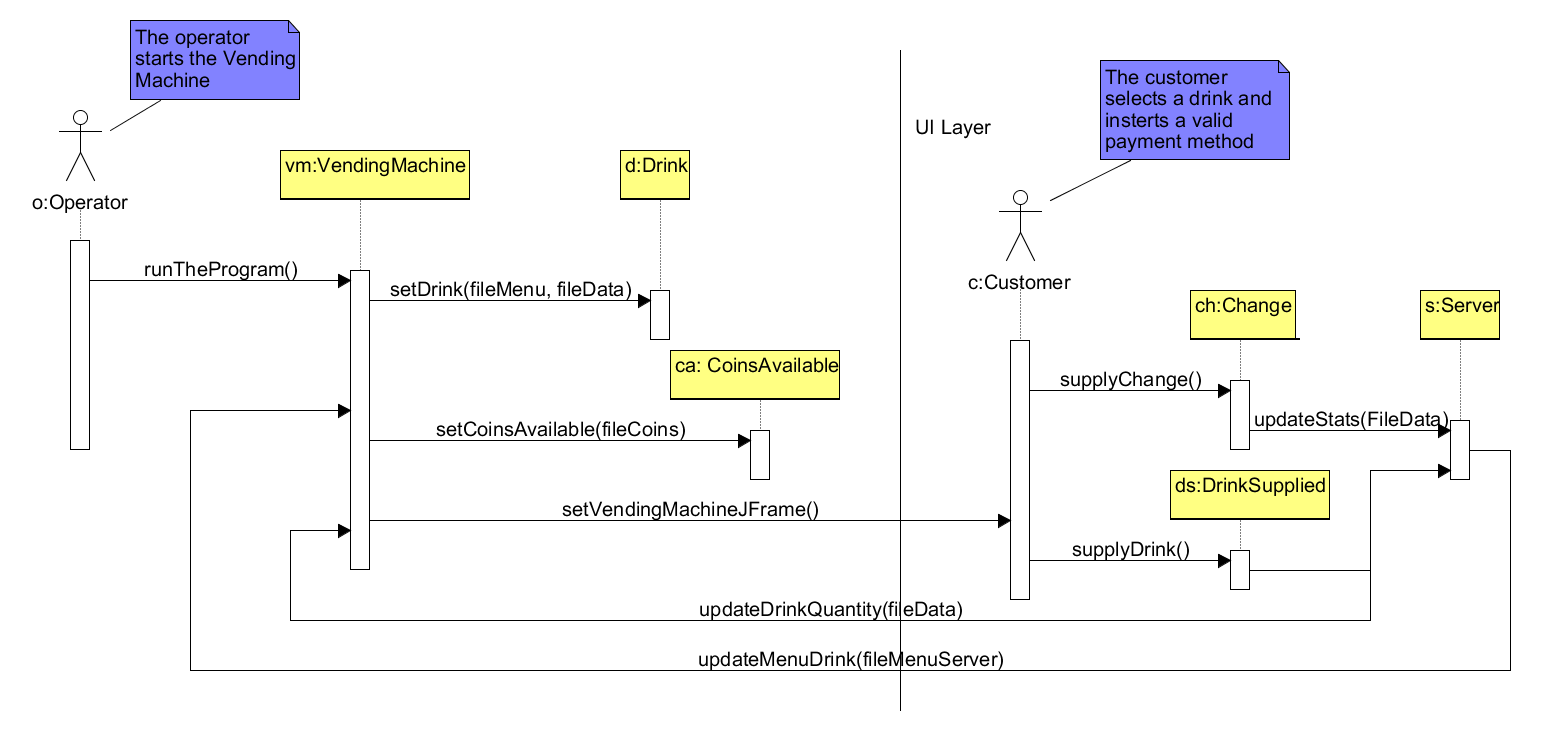 The operator
starts the Vending
Machine
The customer
selects a drink and
insterts a valid
payment method
UI Layer
vm:VendingMachine
d:Drink
o:Operator
runTheProgram()
setDrink(fileMenu, fileData)
c:Customer
ch:Change
s:Server
ca: CoinsAvailable
supplyChange()
updateStats(FileData)
setCoinsAvailable(fileCoins)
ds:DrinkSupplied
setVendingMachineJFrame()
supplyDrink()
updateDrinkQuantity(fileData)
updateMenuDrink(fileMenuServer)